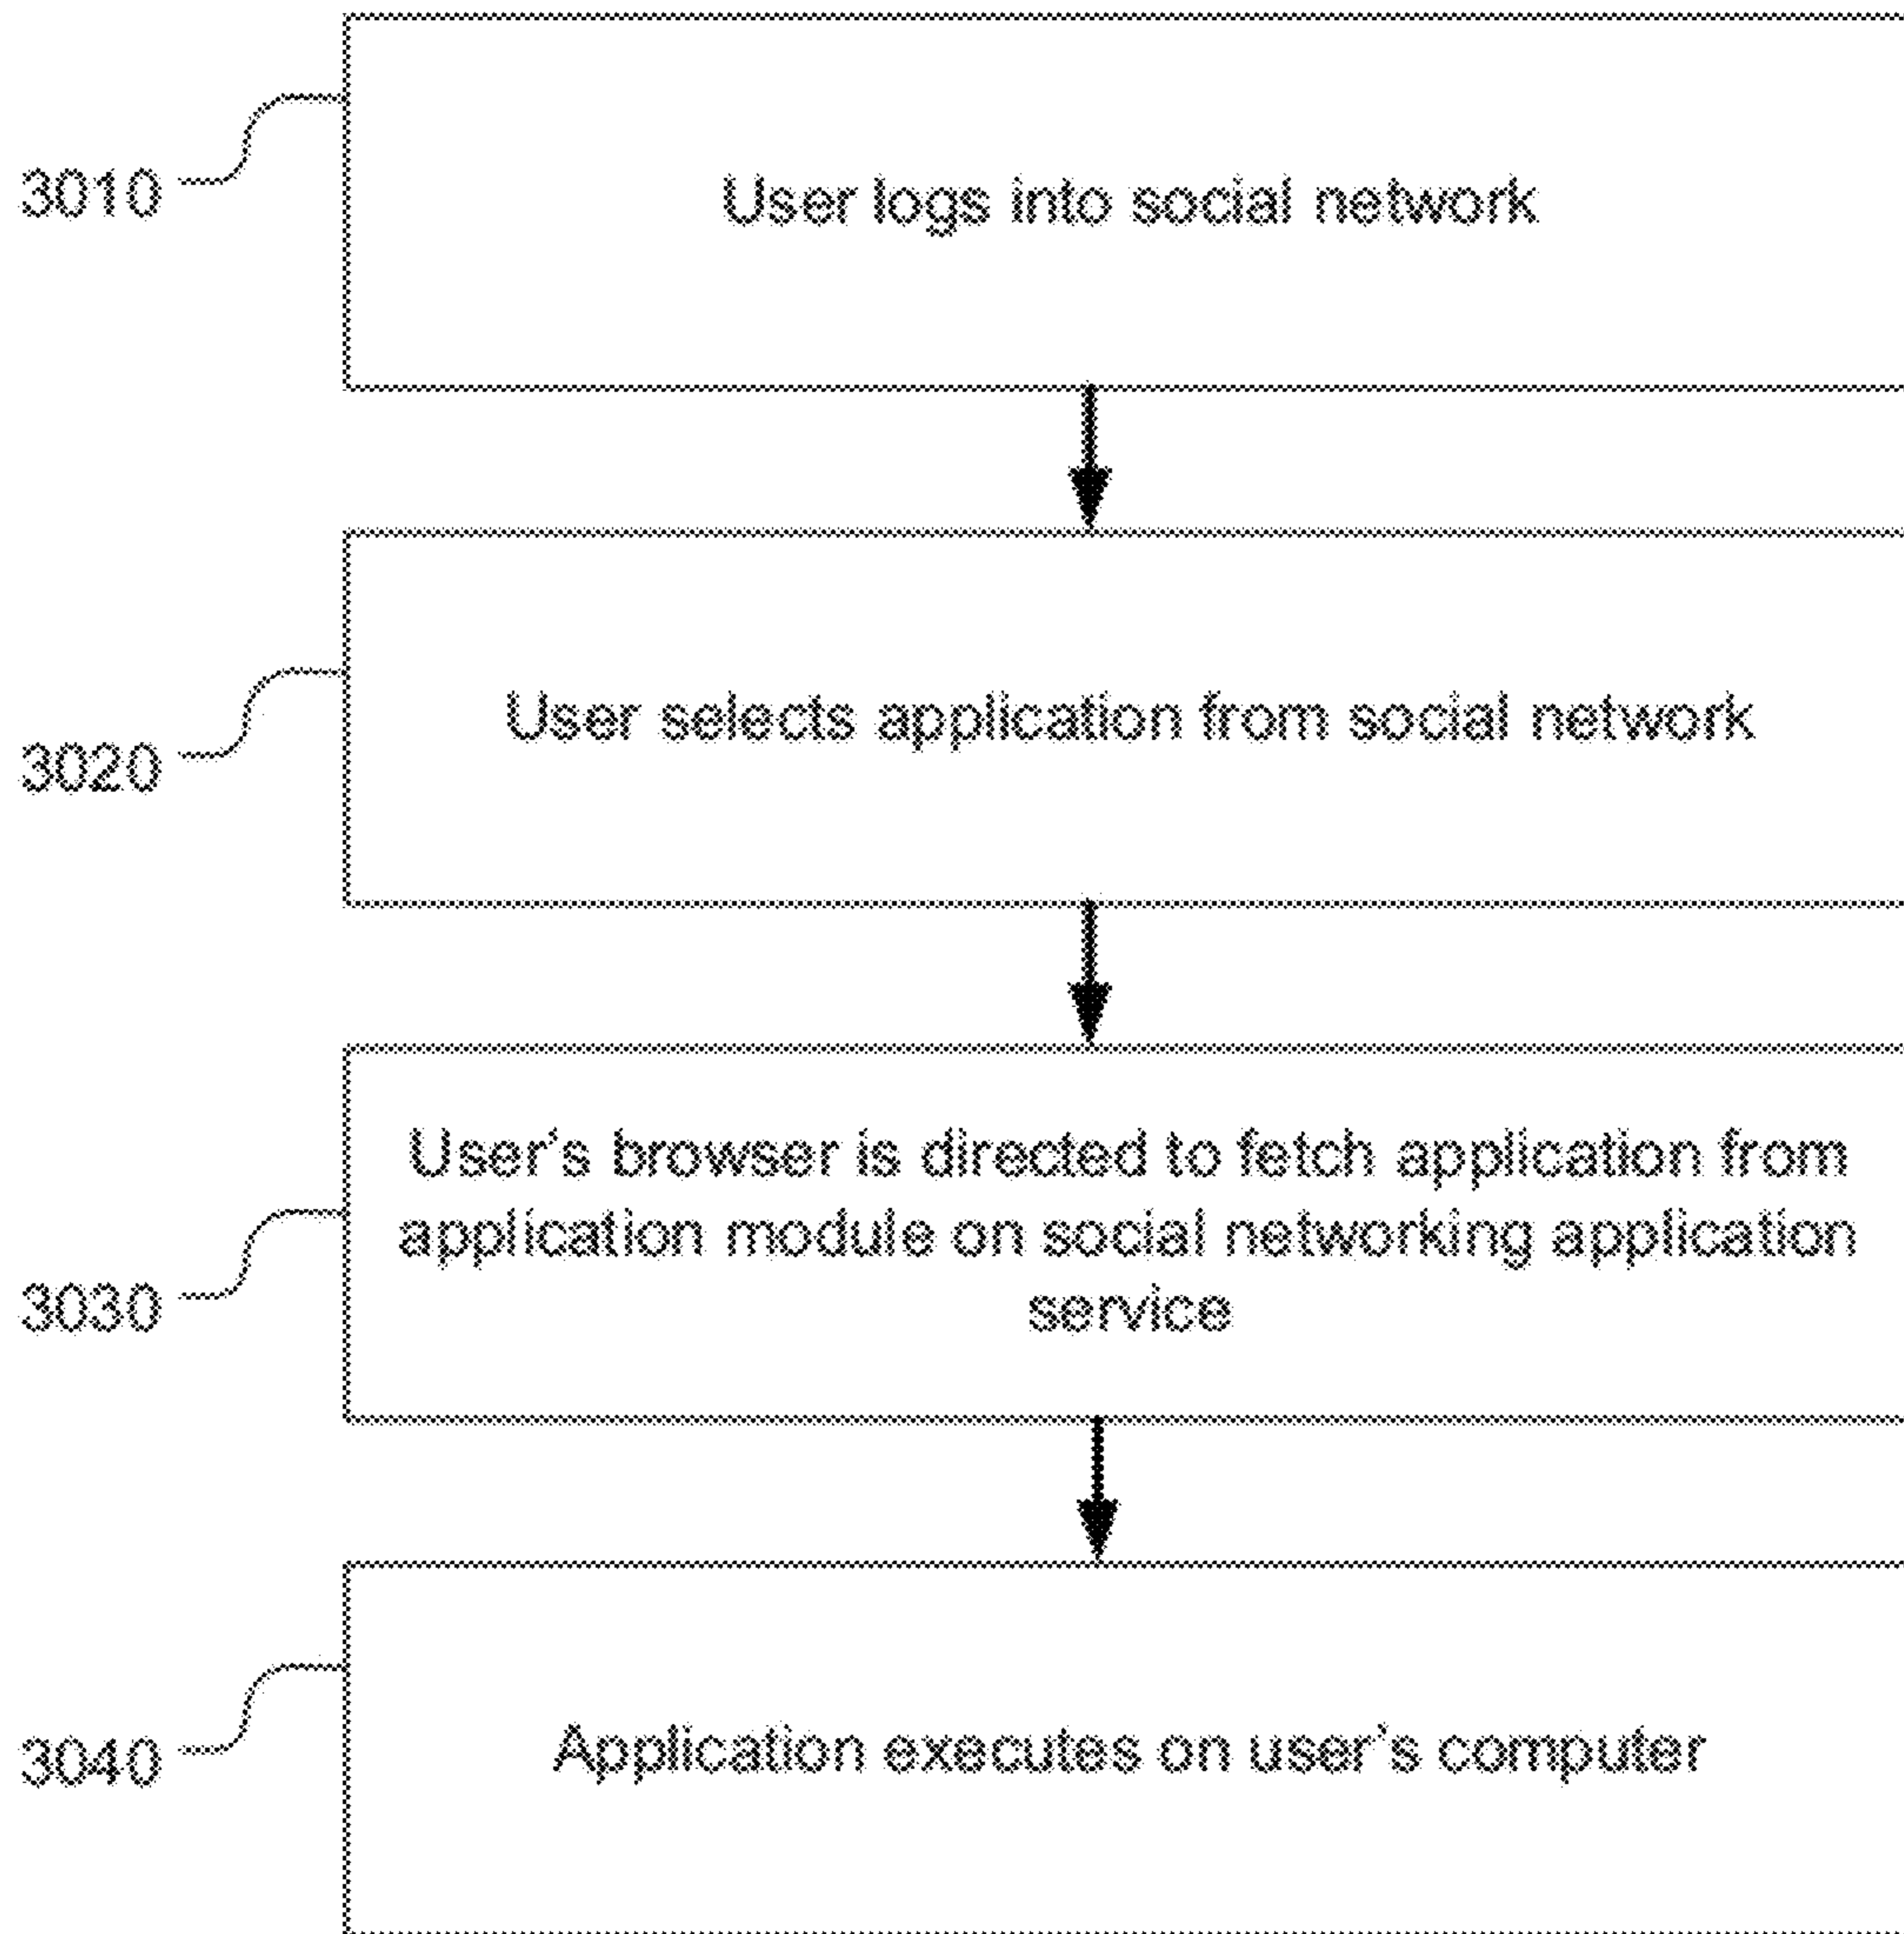 3010
User logs into social network
3020
User selects application from social network
3030
User's browser is directed to fetch application from
application module on social networking application
service
3040
Application executes on user's computer